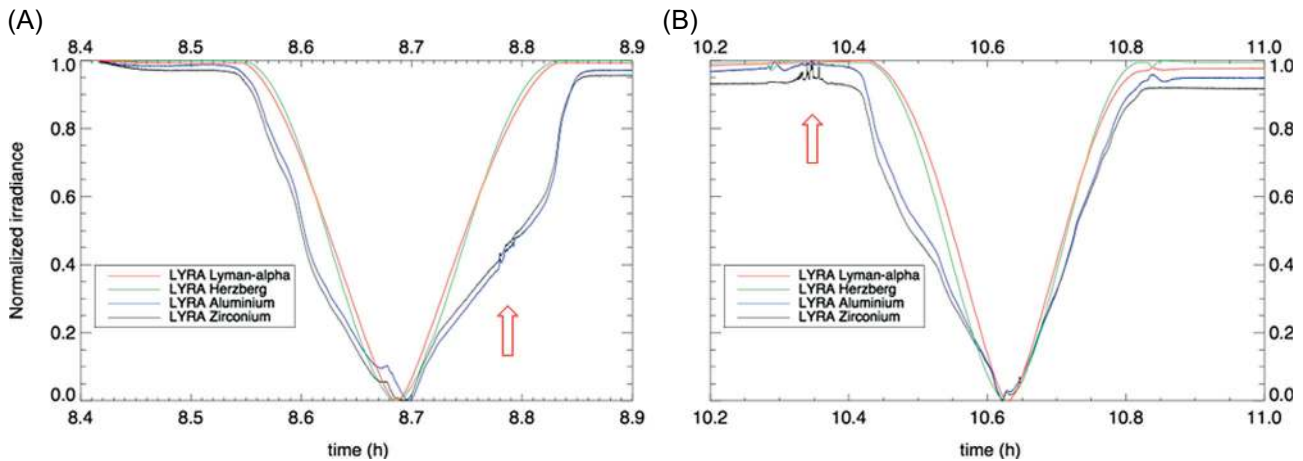 (A)
8.4 8.5 8.6 8.7 8.8 8.9
Normalized irradiance
1.0
0.8
0.6
0.4
0.2
0.0
LYRA Lyman-alpha
LYRA Herzberg
LYRA Aluminium
LYRA Zirconium
8.4 8.5 8.6 8.7 8.8 8.9
time (h)
(B)
10.2 10.4 10.6 10.8 11.0
1.0
0.8
0.6
0.4
0.2
0.0
LYRA Lyman-alpha
LYRA Herzberg
LYRA Aluminium
LYRA Zirconium
10.2 10.4 10.6 10.8 11.0
time (h)